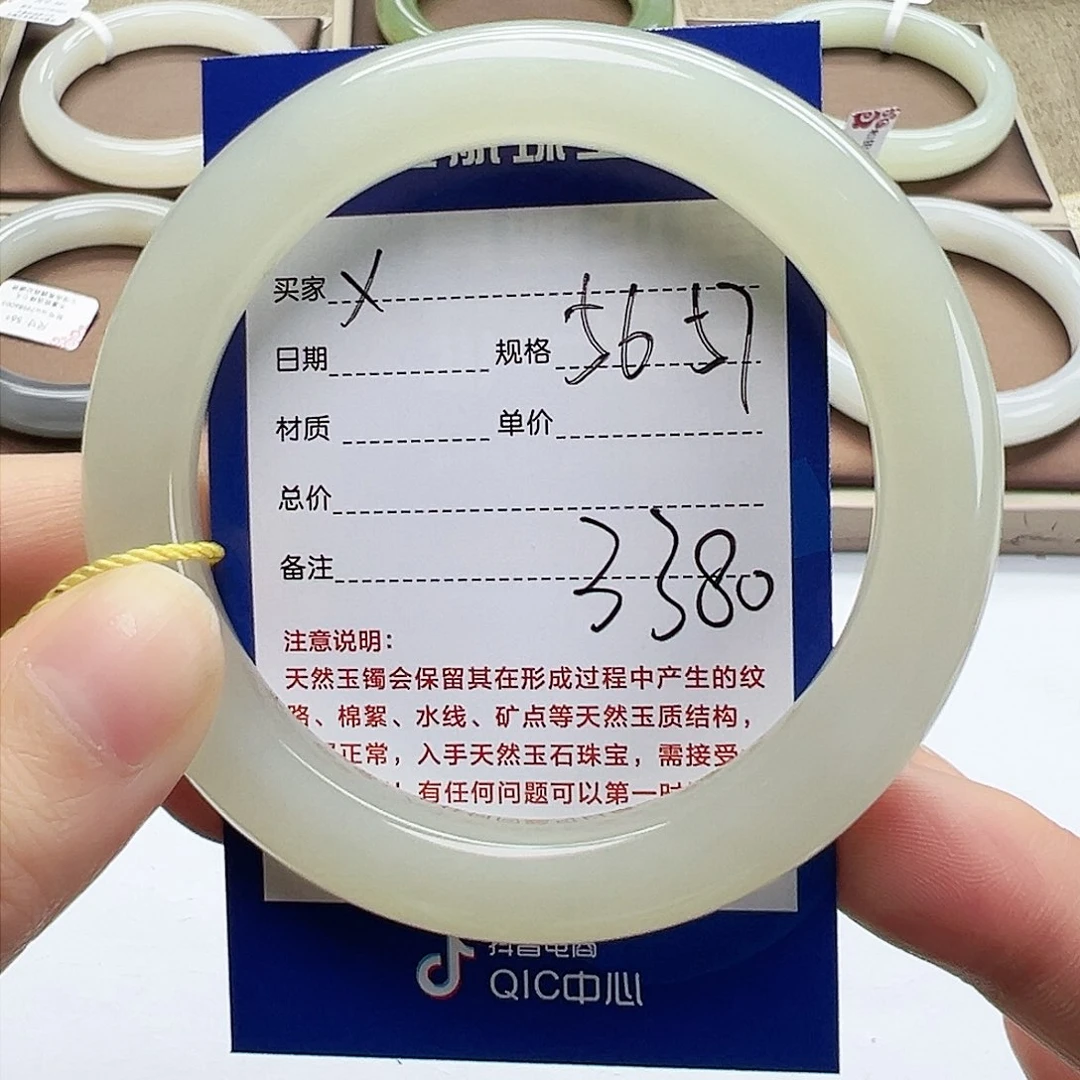 买家 X
日期 规格 56 57
材质 单价
总价
备注 3380
注意说明：
天然玉镯会保留其在形成过程中产生的纹
路、棉絮、水线、矿点等天然玉质结构，
正常，入手天然玉石珠宝，需接受
！有任何问题可以第一时
抖音电商
QIC中心